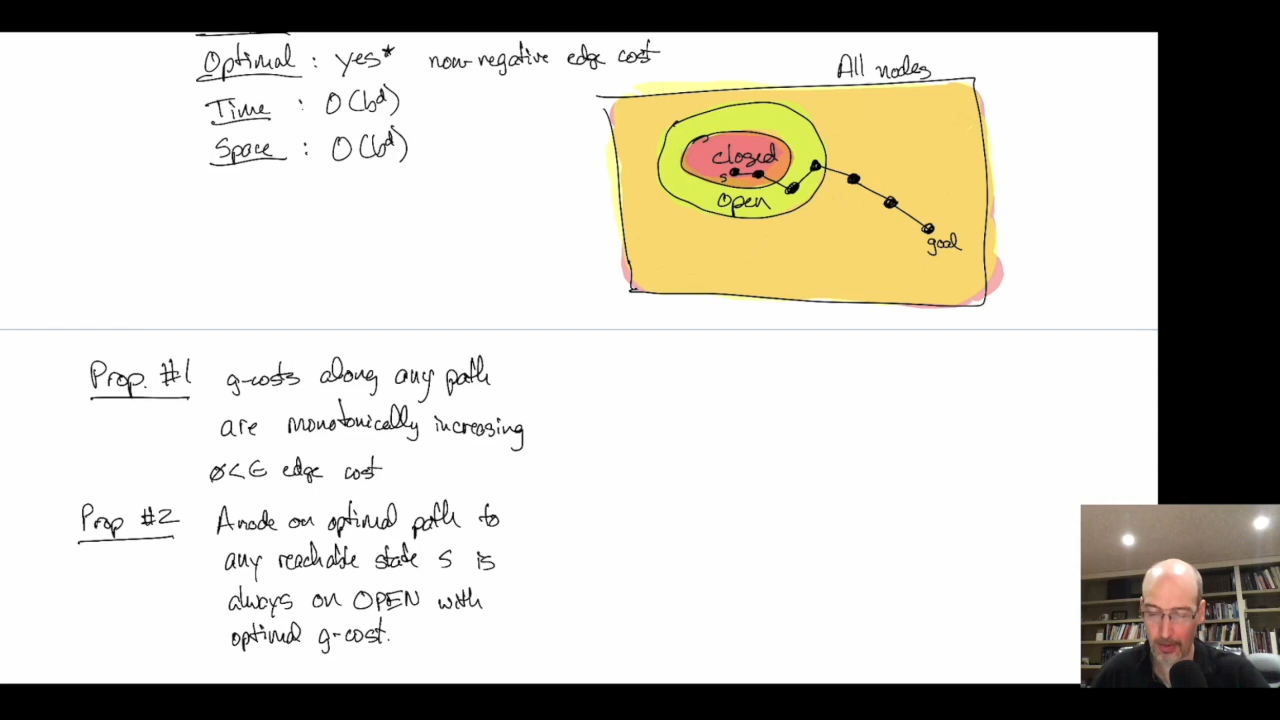 Optimal : yes* non-negative edge cost
Time : O(b^d)
Space : O(b^d)
All nodes
closed
s
Open
goal
Prop. #1 g-costs along any path
are monotonically increasing
0<ϵ edge cost
Prop #2 A node on optimal path to
any reachable state s is
always on OPEN with
optimal g-cost.